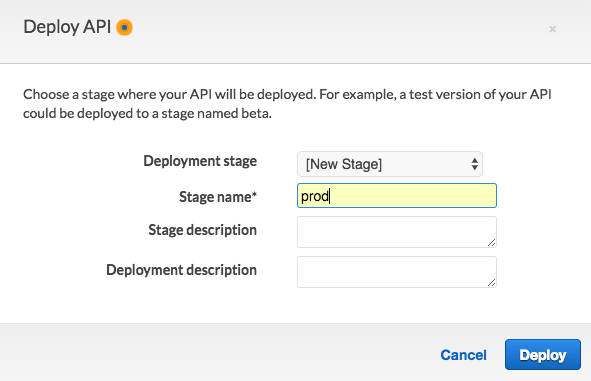 Deploy API
×
Choose a stage where your API will be deployed. For example, a test version of your API
could be deployed to a stage named beta.
Deployment stage [New Stage]
Stage name* prod
Stage description
Deployment description
Cancel Deploy